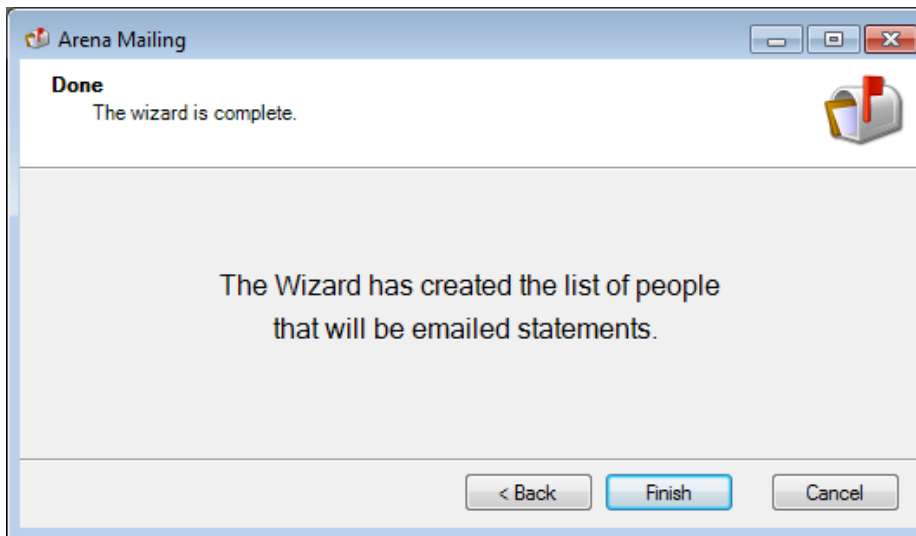 Arena Mailing
Done
The wizard is complete.
The Wizard has created the list of people
that will be emailed statements.
< Back
Finish
Cancel